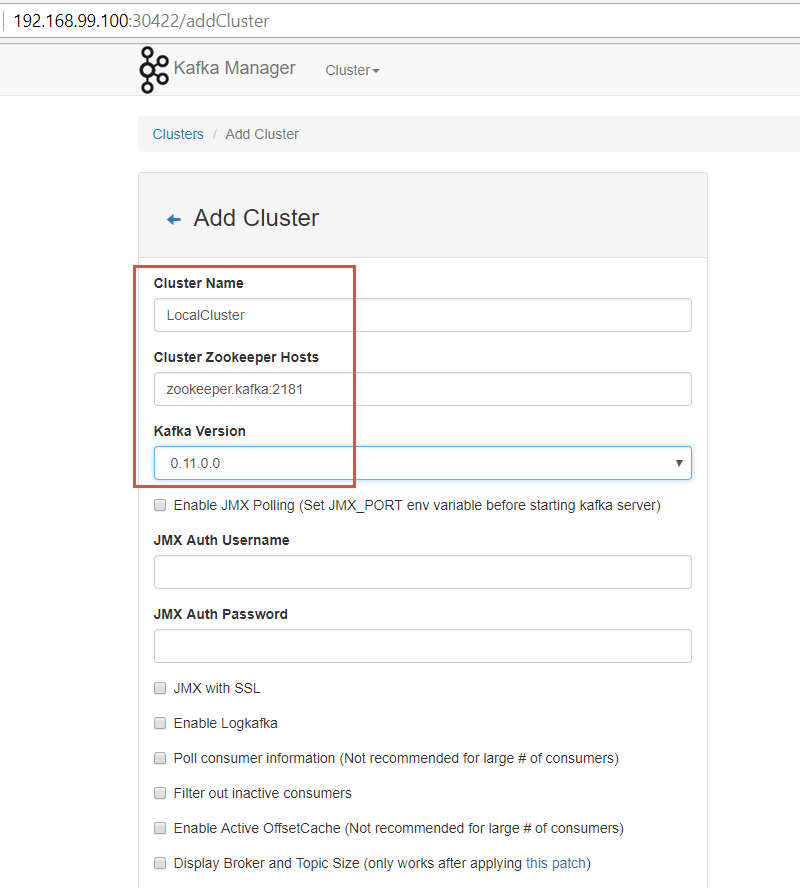 192.168.99.100:30422/addCluster
Kafka Manager Cluster
Clusters / Add Cluster
Add Cluster
Cluster Name
LocalCluster
Cluster Zookeeper Hosts
zookeeper.kafka:2181
Kafka Version
0.11.0.0
Enable JMX Polling (Set JMX_PORT env variable before starting kafka server)
JMX Auth Username
JMX Auth Password
JMX with SSL
Enable Logkafka
Poll consumer information (Not recommended for large # of consumers)
Filter out inactive consumers
Enable Active OffsetCache (Not recommended for large # of consumers)
Display Broker and Topic Size (only works after applying this patch)